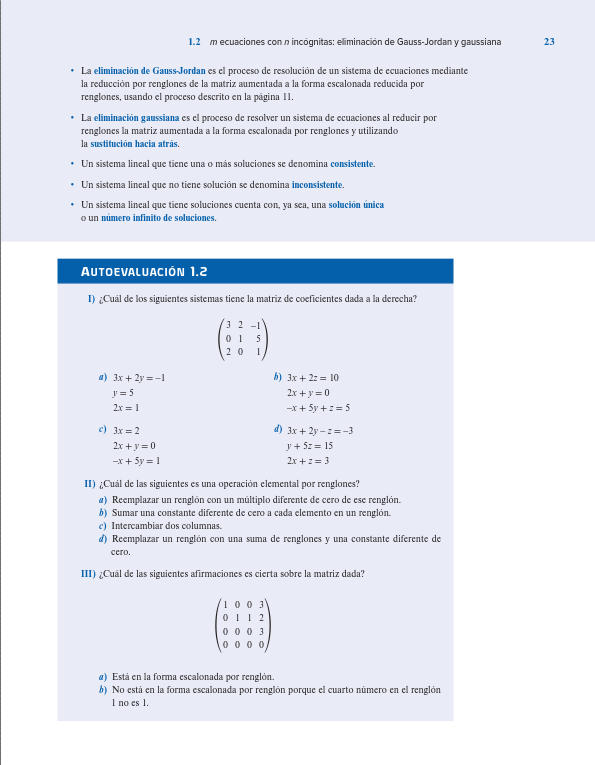 1.2 m ecuaciones con n incógnitas: eliminación de Gauss-Jordan y gaussiana 23
• La eliminación de Gauss-Jordan es el proceso de resolución de un sistema de ecuaciones mediante
la reducción por renglones de la matriz aumentada a la forma escalonada reducida por
renglones, usando el proceso descrito en la página 11.
• La eliminación gaussiana es el proceso de resolver un sistema de ecuaciones al reducir por
renglones la matriz aumentada a la forma escalonada por renglones y utilizando
la sustitución hacia atrás.
• Un sistema lineal que tiene una o más soluciones se denomina consistente.
• Un sistema lineal que no tiene solución se denomina inconsistente.
• Un sistema lineal que tiene soluciones cuenta con, ya sea, una solución única
o un número infinito de soluciones.
AUTOEVALUACIÓN 1.2
I) ¿Cuál de los siguientes sistemas tiene la matriz de coeficientes dada a la derecha?
3 2 –1
0 1 5
2 0 1
a) 3x + 2y = –1
y = 5
2x = 1
b) 3x + 2z = 10
2x + y = 0
–x + 5y + z = 5
c) 3x = 2
2x + y = 0
–x + 5y = 1
d) 3x + 2y – z = –3
y + 5z = 15
2x + z = 3
II) ¿Cuál de las siguientes es una operación elemental por renglones?
a) Reemplazar un renglón con un múltiplo diferente de cero de ese renglón.
b) Sumar una constante diferente de cero a cada elemento en un renglón.
c) Intercambiar dos columnas.
d) Reemplazar un renglón con una suma de renglones y una constante diferente de
cero.
III) ¿Cuál de las siguientes afirmaciones es cierta sobre la matriz dada?
1 0 0 3
0 1 1 2
0 0 0 3
0 0 0 0
a) Está en la forma escalonada por renglón.
b) No está en la forma escalonada por renglón porque el cuarto número en el renglón
1 no es 1.